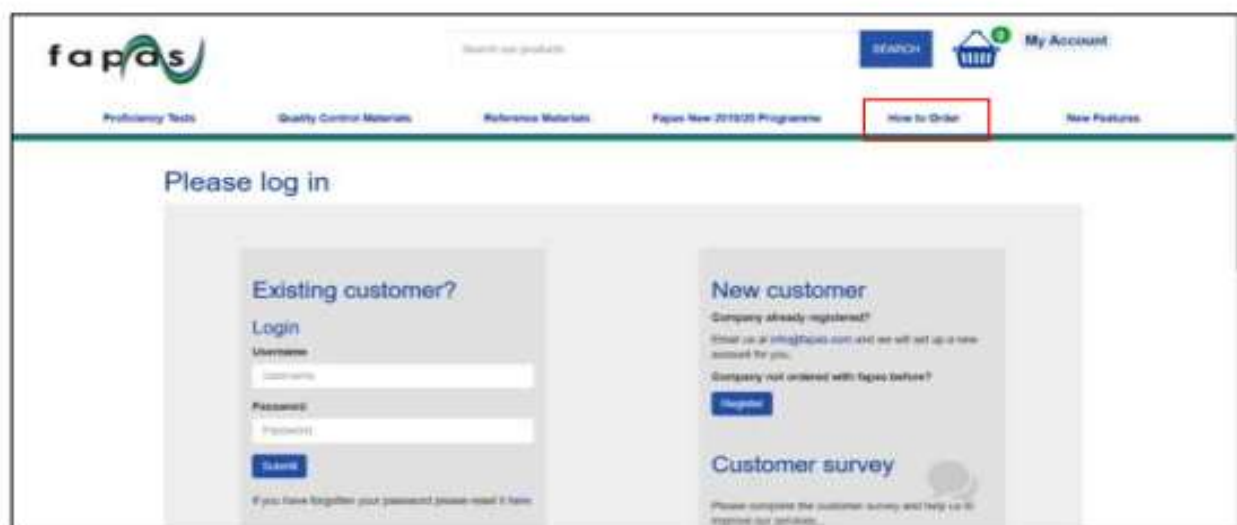 fapas
Search our products
SEARCH
0
My Account
Proficiency Tests
Quality Control Materials
Reference Materials
Fapas New 2019/20 Programme
How to Order
New Features
Please log in
Existing customer?
Login
Username
Username
Password
Password
Submit
If you have forgotten your password please reset it here
New customer
Company already registered?
Email us at info@fapas.com and we will set up a new
account for you.
Company not ordered with fapas before?
Register
Customer survey
Please complete the customer survey and help us to
improve our services.